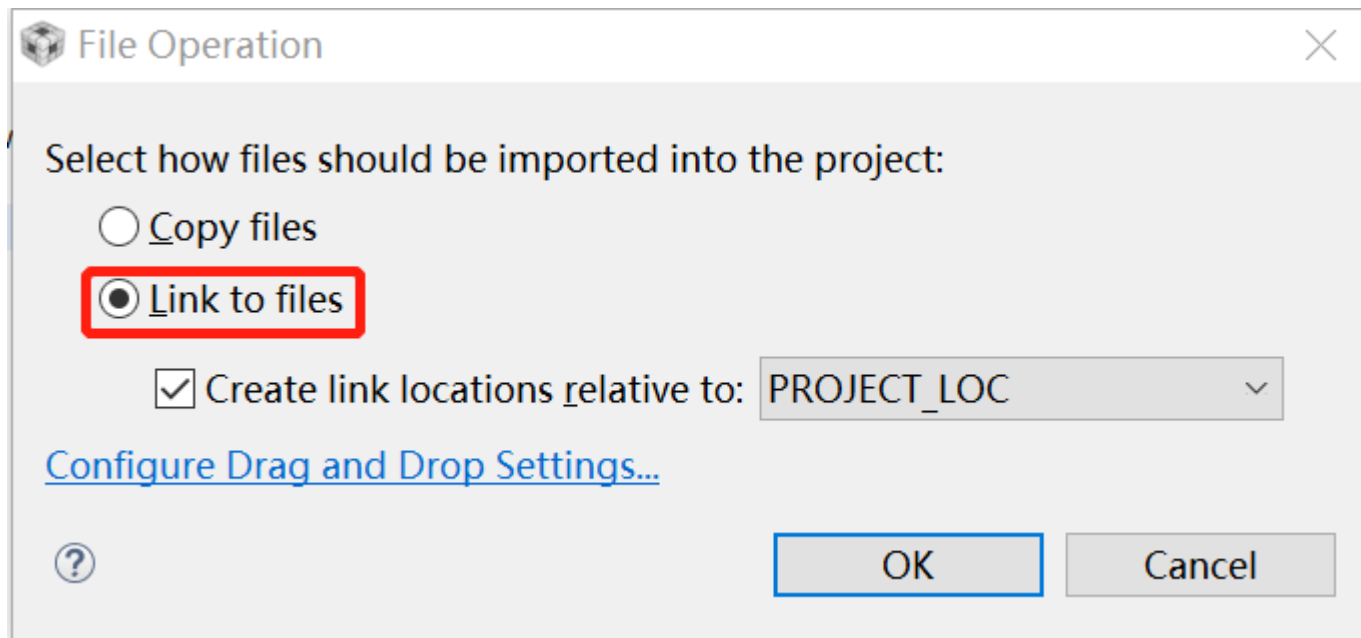 File Operation
Select how files should be imported into the project:
Copy files
Link to files
Create link locations relative to: PROJECT_LOC
Configure Drag and Drop Settings...
?
OK Cancel